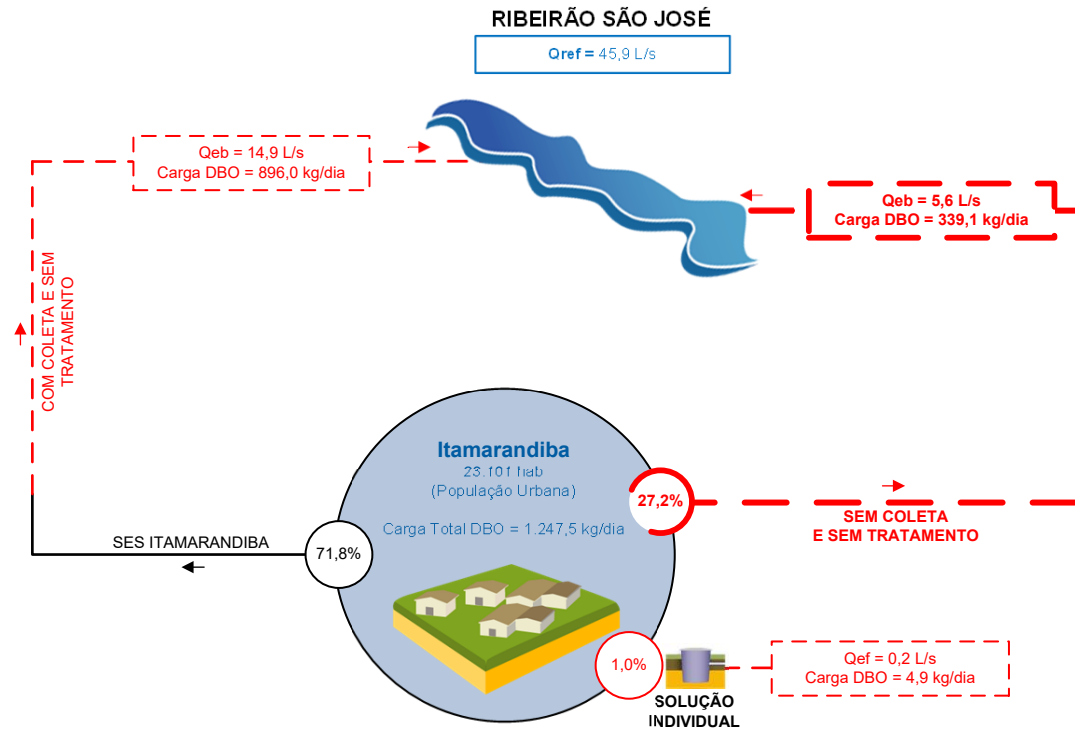 RIBEIRÃO SÃO JOSÉ
Qref = 45,9 L/s
Qeb = 14,9 L/s
Carga DBO = 896,0 kg/dia
Qeb = 5,6 L/s
Carga DBO = 339,1 kg/dia
COM COLETA E SEM
TRATAMENTO
Itamarandiba
23.101 hab
(População Urbana)
Carga Total DBO = 1.247,5 kg/dia
27,2%
SEM COLETA
E SEM TRATAMENTO
SES ITAMARANDIBA
71,8%
1,0%
Qef = 0,2 L/s
Carga DBO = 4,9 kg/dia
SOLUÇÃO
INDIVIDUAL